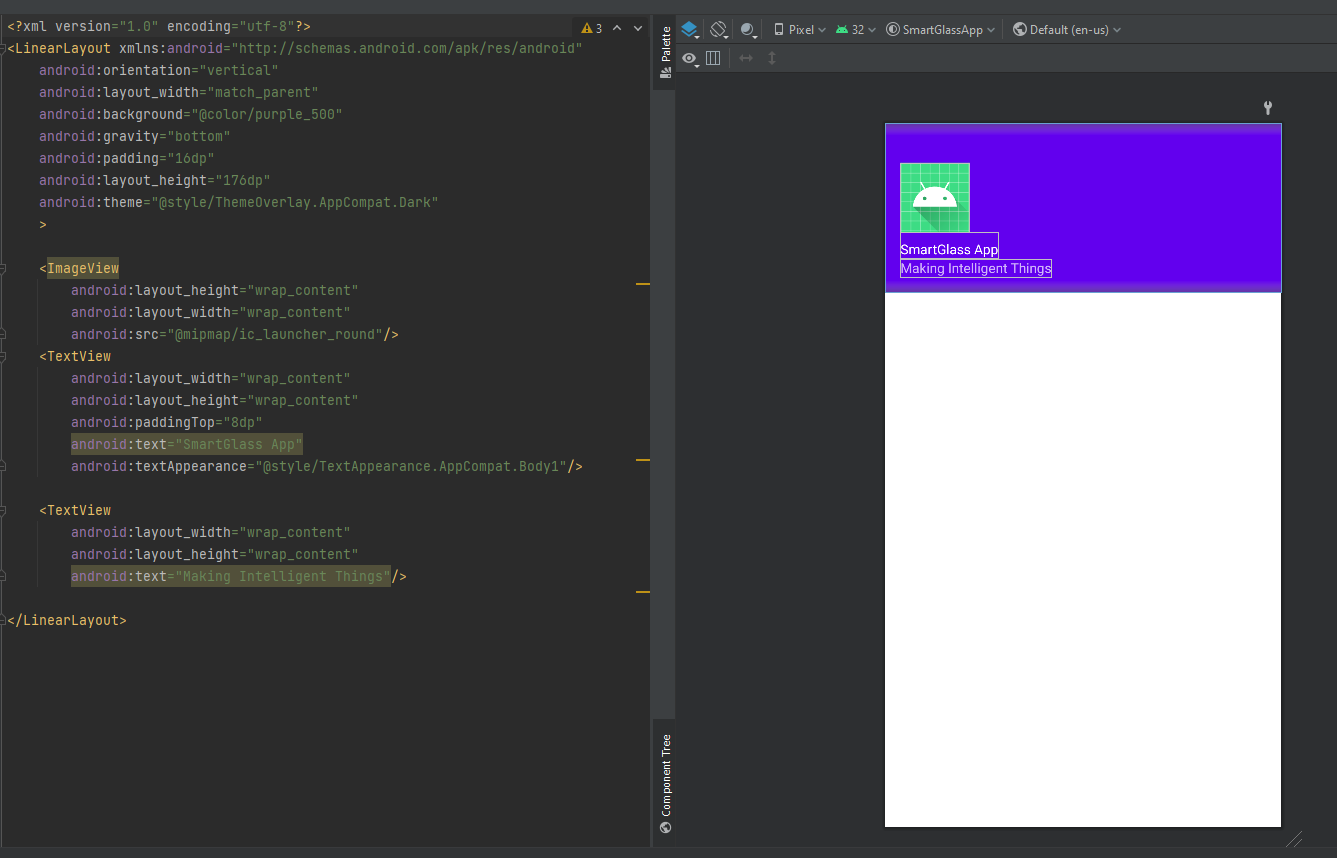 <?xml version="1.0" encoding="utf-8"?>
3
<LinearLayout xmlns:android="http://schemas.android.com/apk/res/android"
android:orientation="vertical"
android:layout_width="match_parent"
android:background="@color/purple_500"
android:gravity="bottom"
android:padding="16dp"
android:layout_height="176dp"
android:theme="@style/ThemeOverlay.AppCompat.Dark"
>
<ImageView
android:layout_height="wrap_content"
android:layout_width="wrap_content"
android:src="@mipmap/ic_launcher_round"/>
<TextView
android:layout_width="wrap_content"
android:layout_height="wrap_content"
android:paddingTop="8dp"
android:text="SmartGlass App"
android:textAppearance="@style/TextAppearance.AppCompat.Body1"/>
<TextView
android:layout_width="wrap_content"
android:layout_height="wrap_content"
android:text="Making Intelligent Things"/>
</LinearLayout>
Palette
Component Tree
Pixel 32 SmartGlassApp Default (en-us)
SmartGlass App
Making Intelligent Things